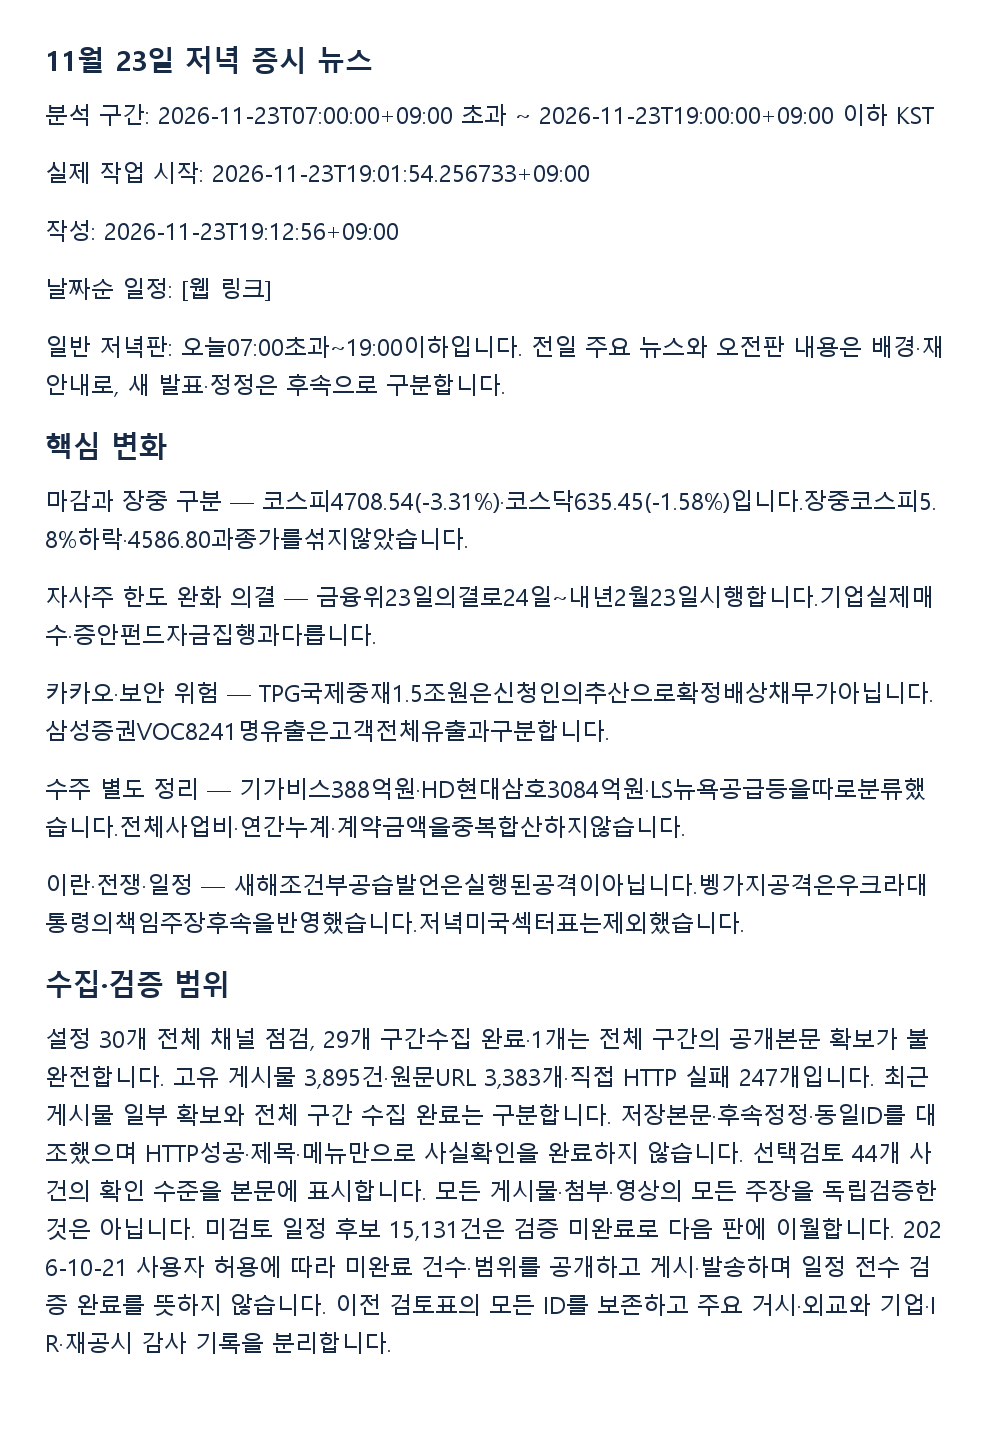 11월 23일 저녁 증시 뉴스
분석 구간: 2026-11-23T07:00:00+09:00 초과 ~ 2026-11-23T19:00:00+09:00 이하 KST
실제 작업 시작: 2026-11-23T19:01:54.256733+09:00
작성: 2026-11-23T19:12:56+09:00
날짜순 일정: [웹 링크]
일반 저녁판: 오늘07:00초과~19:00이하입니다. 전일 주요 뉴스와 오전판 내용은 배경·재
안내로, 새 발표·정정은 후속으로 구분합니다.
핵심 변화
마감과 장중 구분 — 코스피4708.54(-3.31%)·코스닥635.45(-1.58%)입니다.장중코스피5.
8%하락·4586.80과종가를섞지않았습니다.
자사주 한도 완화 의결 — 금융위23일의결로24일~내년2월23일시행합니다.기업실제매
수·증안펀드자금집행과다릅니다.
카카오·보안 위험 — TPG국제중재1.5조원은신청인의추산으로확정배상채무가아닙니다.
삼성증권VOC8241명유출은고객전체유출과구분합니다.
수주 별도 정리 — 기가비스388억원·HD현대삼호3084억원·LS뉴욕공급등을따로분류했
습니다.전체사업비·연간누계·계약금액을중복합산하지않습니다.
이란·전쟁·일정 — 새해조건부공습발언은실행된공격이아닙니다.벵가지공격은우크라대
통령의책임주장후속을반영했습니다.저녁미국섹터표는제외했습니다.
수집·검증 범위
설정 30개 전체 채널 점검, 29개 구간수집 완료·1개는 전체 구간의 공개본문 확보가 불
완전합니다. 고유 게시물 3,895건·원문URL 3,383개·직접 HTTP 실패 247개입니다. 최근
게시물 일부 확보와 전체 구간 수집 완료는 구분합니다. 저장본문·후속정정·동일ID를 대
조했으며 HTTP성공·제목·메뉴만으로 사실확인을 완료하지 않습니다. 선택검토 44개 사
건의 확인 수준을 본문에 표시합니다. 모든 게시물·첨부·영상의 모든 주장을 독립검증한
것은 아닙니다. 미검토 일정 후보 15,131건은 검증 미완료로 다음 판에 이월합니다. 202
6-10-21 사용자 허용에 따라 미완료 건수·범위를 공개하고 게시·발송하며 일정 전수 검
증 완료를 뜻하지 않습니다. 이전 검토표의 모든 ID를 보존하고 주요 거시·외교와 기업·I
R·재공시 감사 기록을 분리합니다.